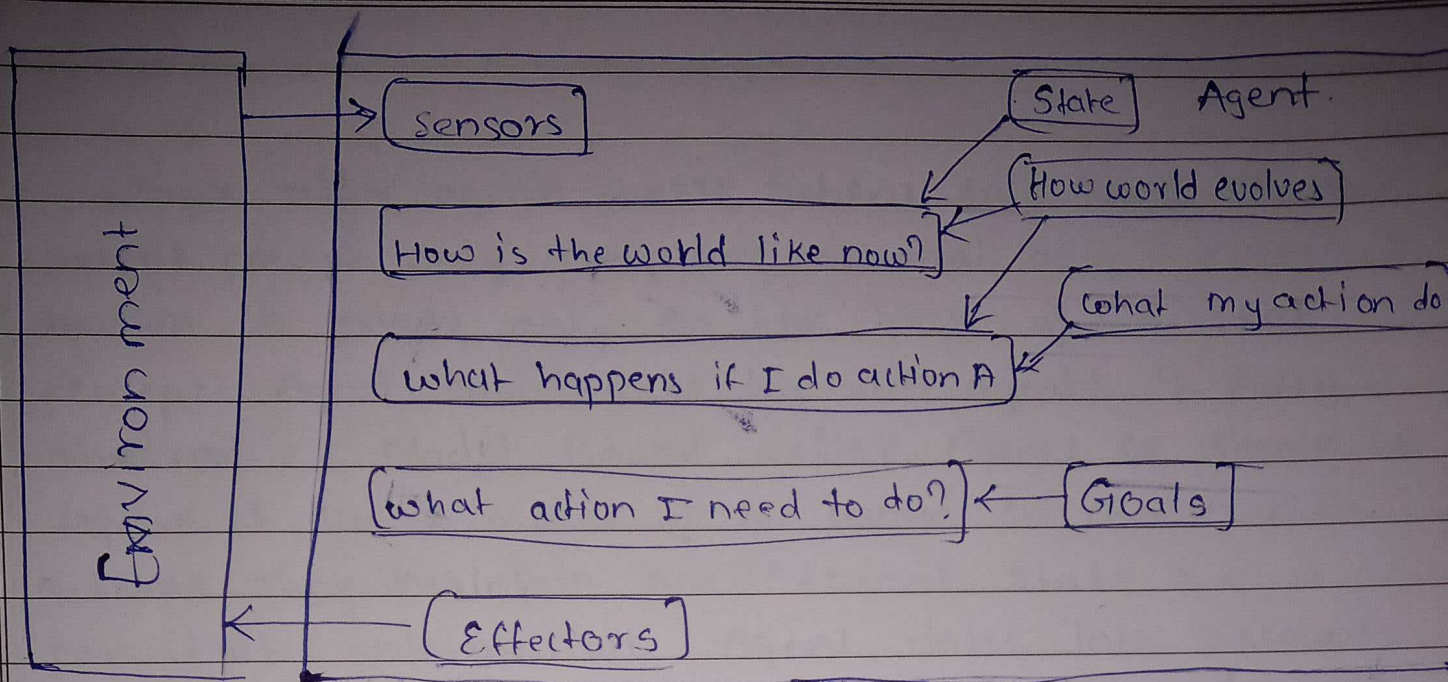 Sensors
State
Agent.
How world evolves
How is the world like now?
What my action do
what happens if I do action A
what action I need to do?
Goals
Effectors
Environment